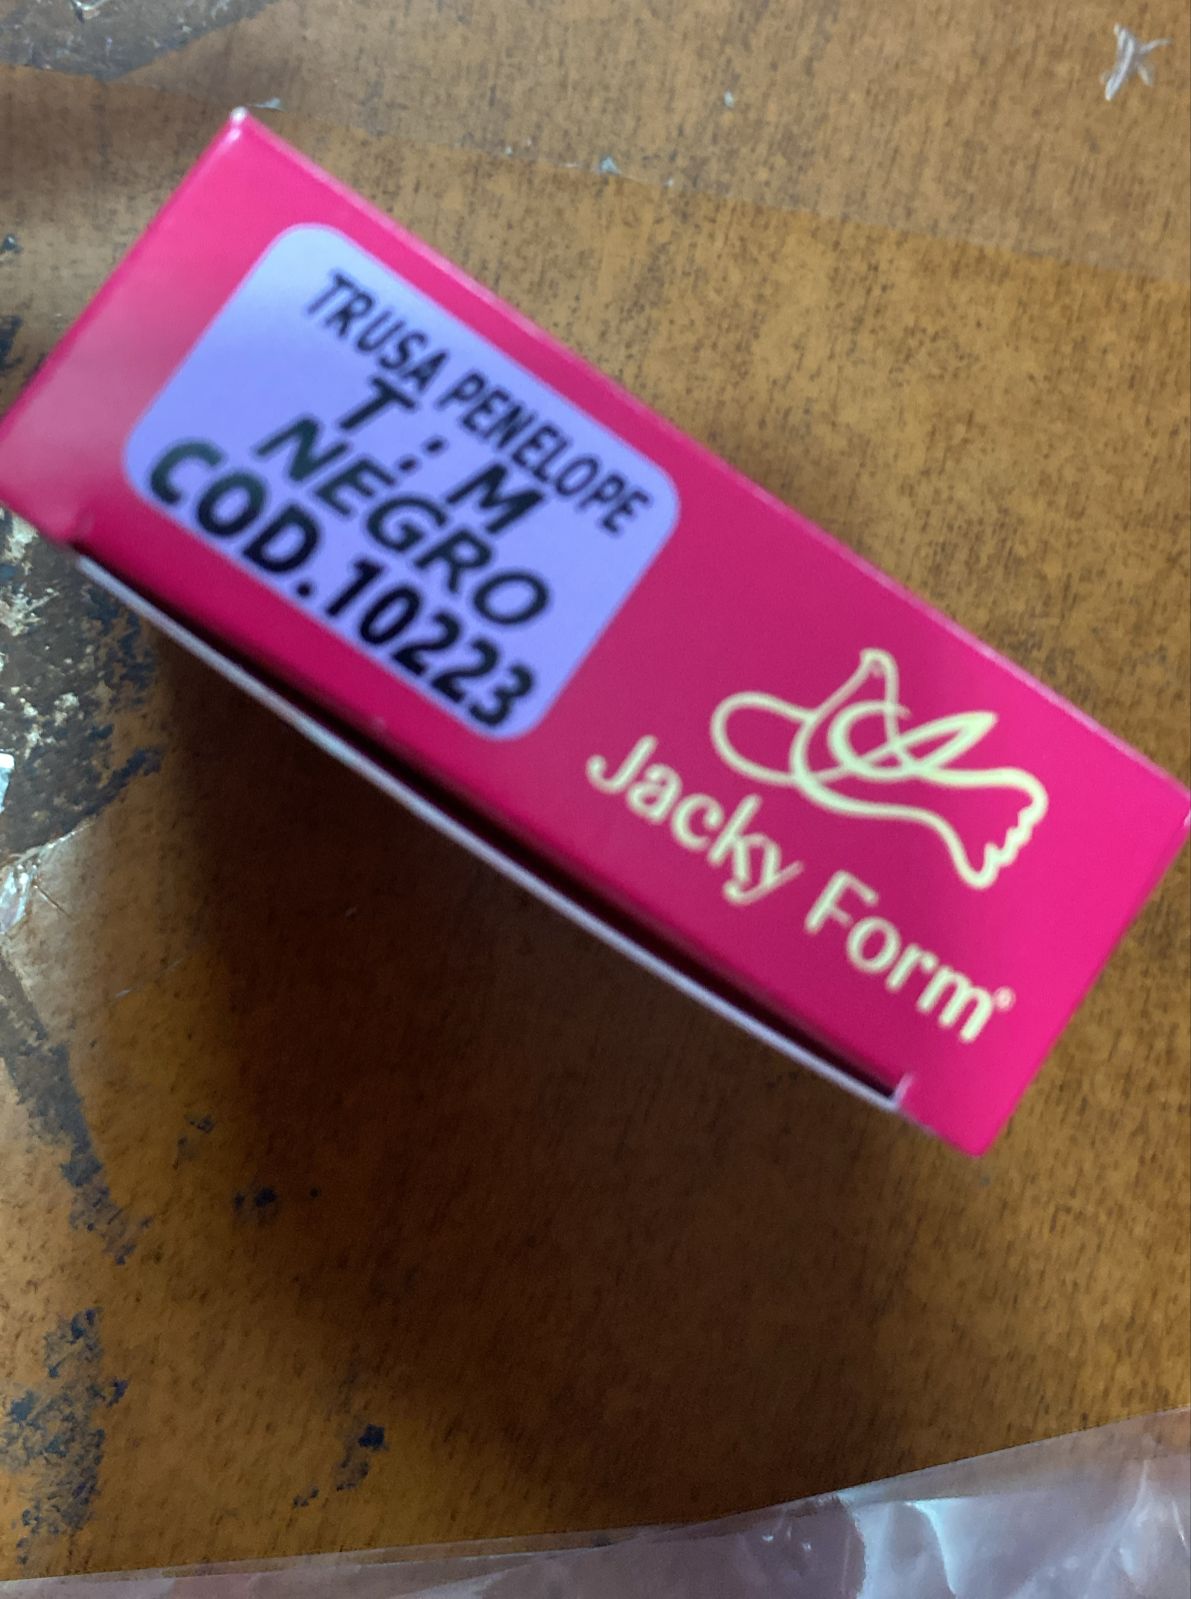 TRUSA PENELOPE
T : M
NEGRO
COD.10223
Jacky Form®